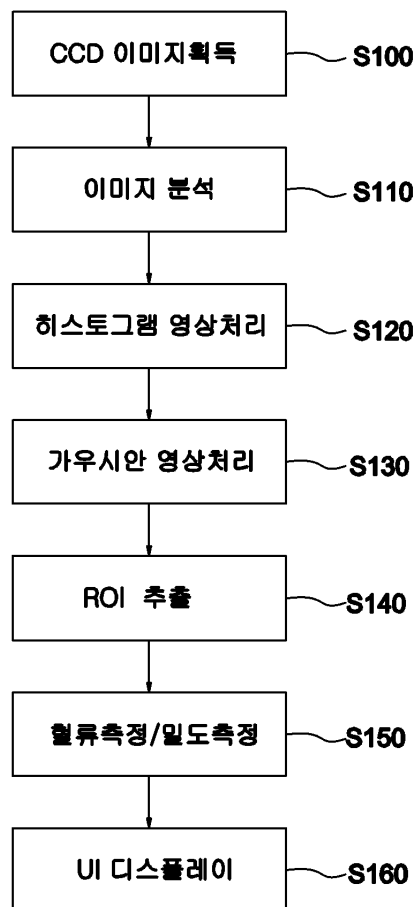 CCD 이미지획득
S100
이미지 분석
S110
히스토그램 영상처리
S120
가우시안 영상처리
S130
ROI 추출
S140
혈류측정/밀도측정
S150
UI 디스플레이
S160